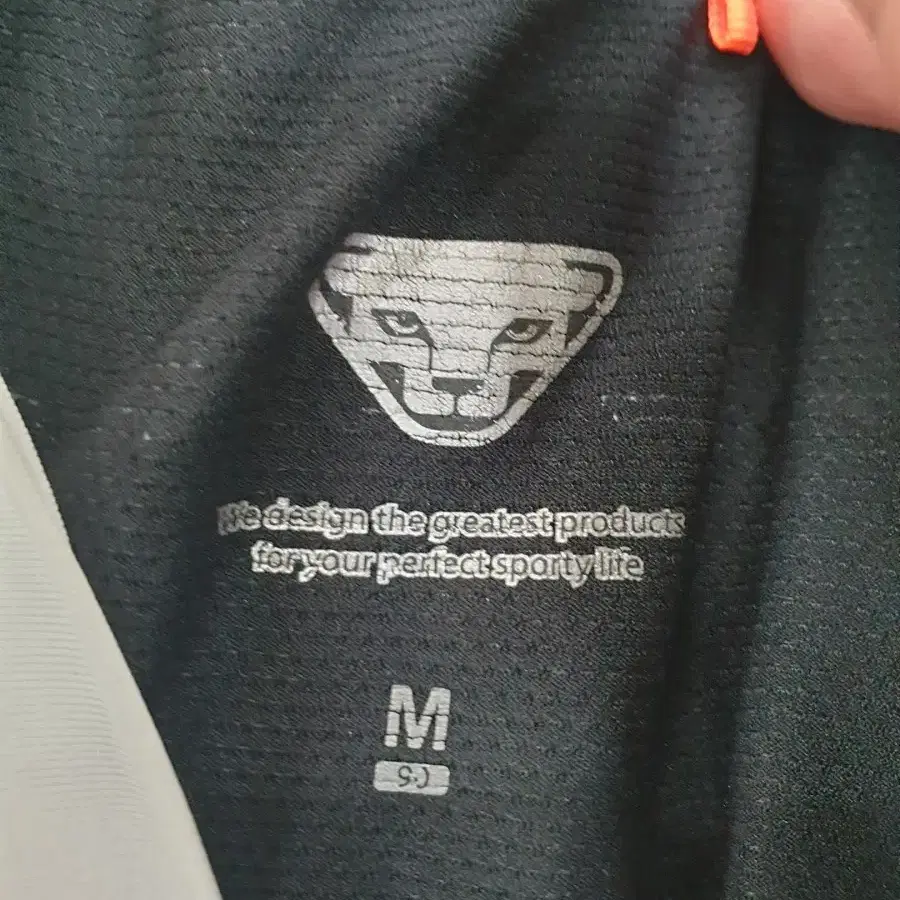 We design the greatest products
for your perfect sporty life
M